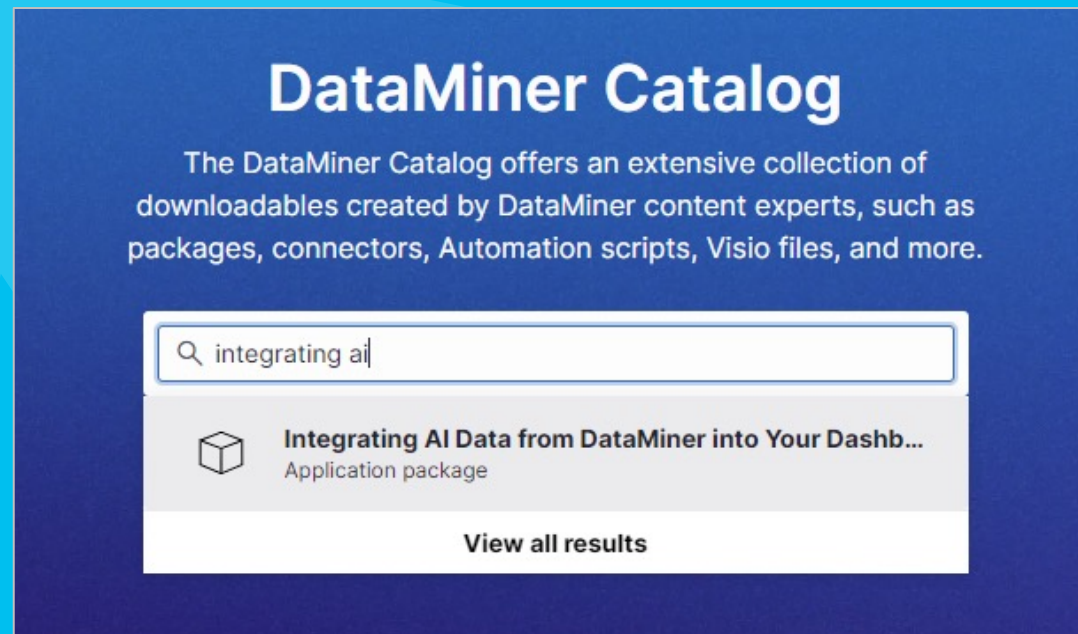 DataMiner Catalog
The DataMiner Catalog offers an extensive collection of
downloadables created by DataMiner content experts, such as
packages, connectors, Automation scripts, Visio files, and more.
integrating ai
Integrating AI Data from DataMiner into Your Dashb...
Application package
View all results